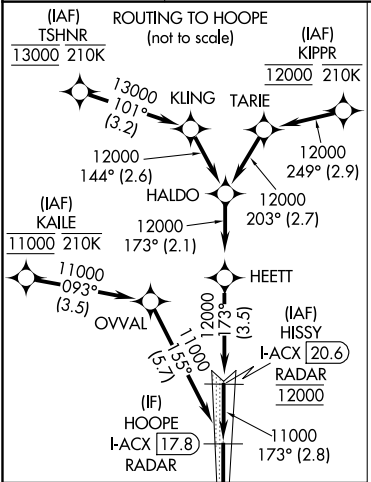 ROUTING TO HOOPE
(not to scale)
(IAF)
TSHNR
13000 210K
(IAF)
KIPPR
12000 210K
13000
101°
(3.2)
KLING
TARIE
12000
144° (2.6)
12000
249° (2.9)
HALDO
12000
203° (2.7)
12000
173° (2.1)
(IAF)
KAILE
11000 210K
11000
093°
(3.5)
HEETT
OVVAL
12000
173°
(3.5)
11000
155°
(5.7)
(IAF)
HISSY
I-ACX 20.6
RADAR
12000
(IF)
HOOPE
I-ACX 17.8
RADAR
11000
173° (2.8)